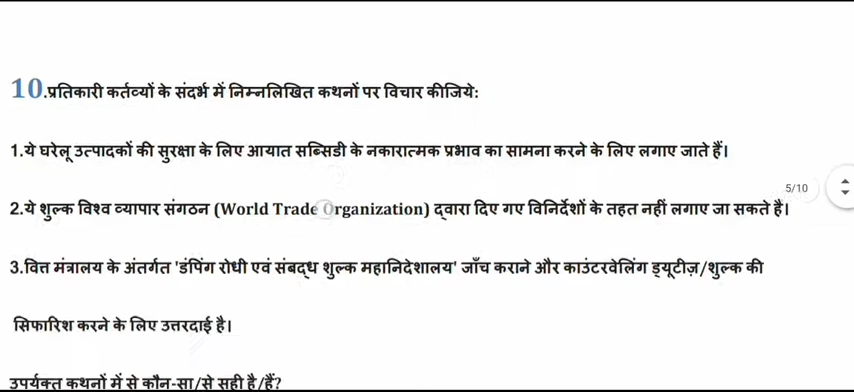 10.प्रतिकारी कर्तव्यों के संदर्भ में निम्नलिखित कथनों पर विचार कीजिये:
1.ये घरेलू उत्पादकों की सुरक्षा के लिए आयात सब्सिडी के नकारात्मक प्रभाव का सामना करने के लिए लगाए जाते हैं।
5/10
2.ये शुल्क विश्व व्यापार संगठन (World Trade Organization) द्वारा दिए गए विनिर्देशों के तहत नहीं लगाए जा सकते है।
3.वित्त मंत्रालय के अंतर्गत 'डंपिंग रोधी एवं संबद्ध शुल्क महानिदेशालय' जाँच कराने और काउंटरवेलिंग ड्यूटीज़/शुल्क की
सिफारिश करने के लिए उत्तरदाई है।
उपर्यक्त कथनों में से कौन-सा/से सही है/हैं?